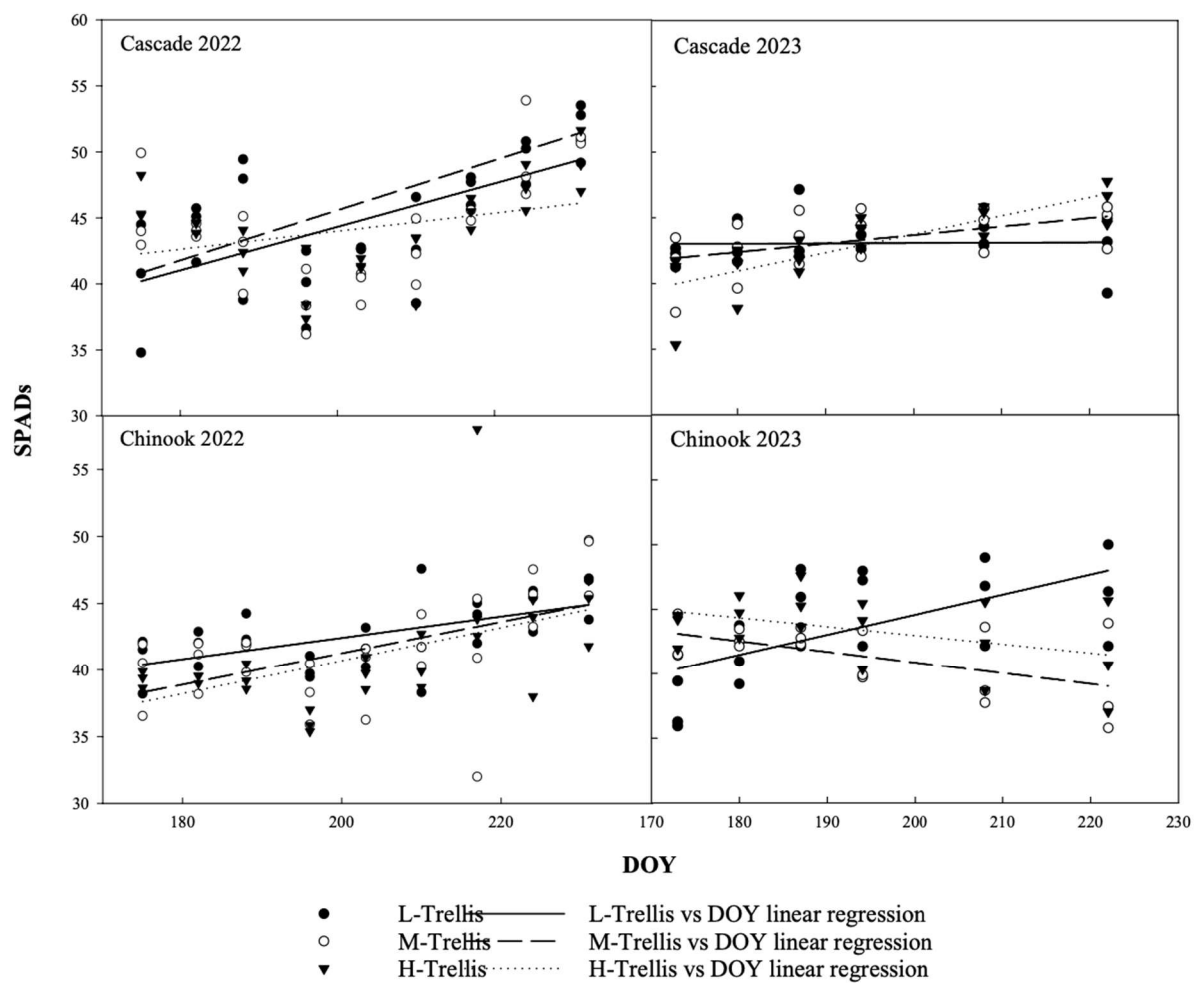 60
Cascade 2022
Cascade 2023
55
50
45
40
35
30
SPADs
Chinook 2022
Chinook 2023
55
50
45
40
35
30
180
200
220
170
180
190
200
210
220
230
DOY
L-Trellis
L-Trellis vs DOY linear regression
M-Trellis
M-Trellis vs DOY linear regression
H-Trellis
H-Trellis vs DOY linear regression